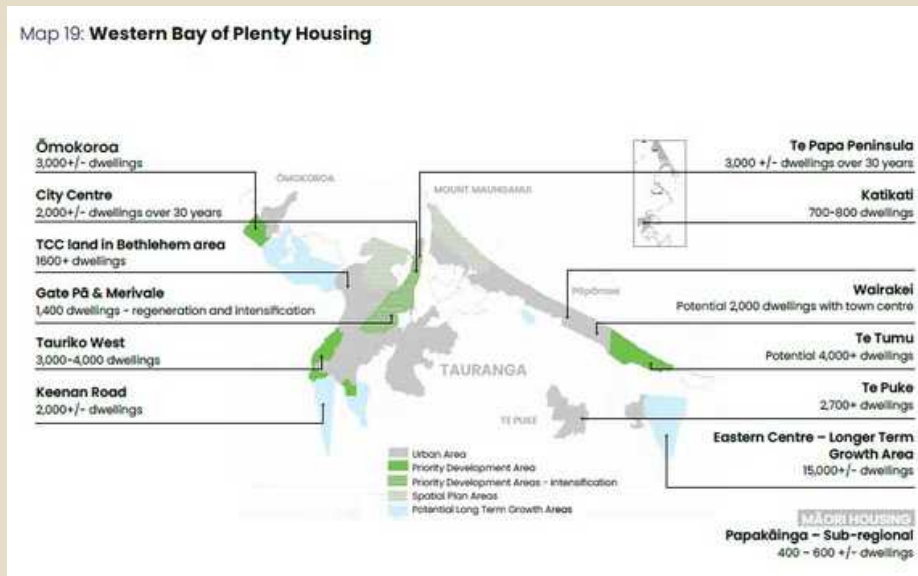 Map 19: Western Bay of Plenty Housing
Ōmokoroa
3,000+/- dwellings
City Centre
2,000+/- dwellings over 30 years
TCC land in Bethlehem area
1600+ dwellings
Gate Pā & Merivale
1,400 dwellings - regeneration and intensification
Tauriko West
3,000-4,000 dwellings
Keenan Road
2,000+/- dwellings
ŌMOKOROA
MOUNT MAUNGANUI
Pāpāmoa
TAURANGA
TE PUKE
Te Papa Peninsula
3,000 +/- dwellings over 30 years
Katikati
700-800 dwellings
Wairakei
Potential 2,000 dwellings with town centre
Te Tumu
Potential 4,000+ dwellings
Te Puke
2,700+ dwellings
Eastern Centre – Longer Term
Growth Area
15,000+/- dwellings
MĀORI HOUSING
Papakāinga – Sub-regional
400 - 600 +/- dwellings
Urban Area
Priority Development Area
Priority Development Areas - Intensification
Spatial Plan Areas
Potential Long Term Growth Areas